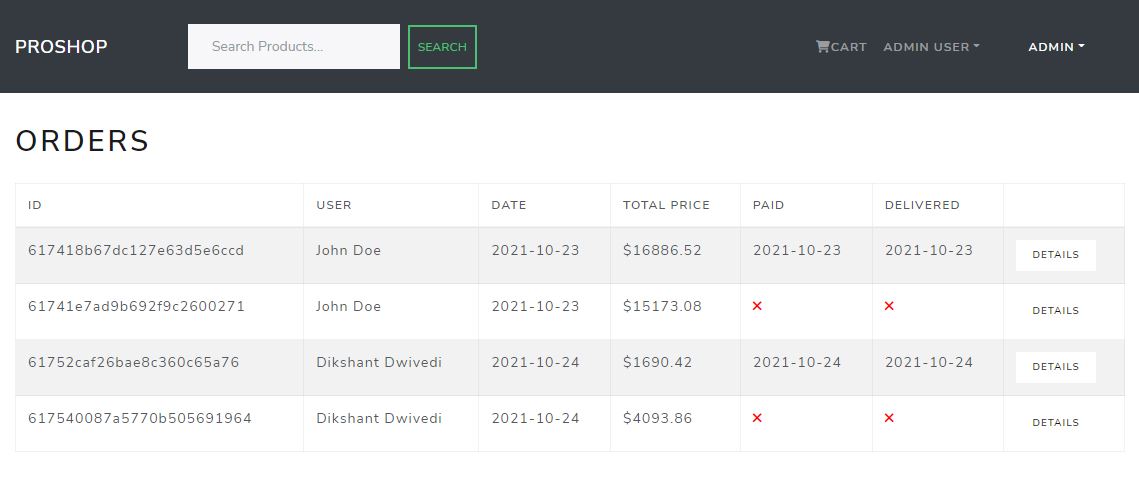 PROSHOP Search Products... SEARCH CART ADMIN USER ADMIN
ORDERS
ID USER DATE TOTAL PRICE PAID DELIVERED
617418b67dc127e63d5e6ccd John Doe 2021-10-23 $16886.52 2021-10-23 2021-10-23 DETAILS
61741e7ad9b692f9c2600271 John Doe 2021-10-23 $15173.08 DETAILS
61752caf26bae8c360c65a76 Dikshant Dwivedi 2021-10-24 $1690.42 2021-10-24 2021-10-24 DETAILS
617540087a5770b505691964 Dikshant Dwivedi 2021-10-24 $4093.86 DETAILS